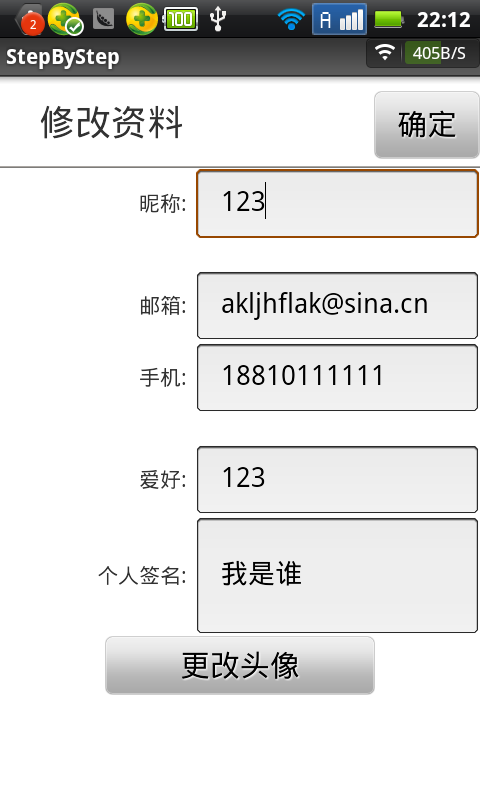 2 100 A 22:12
StepByStep 405B/S
修改资料 确定
昵称: 123
邮箱: akljhflak@sina.cn
手机: 18810111111
爱好: 123
个人签名: 我是谁
更改头像